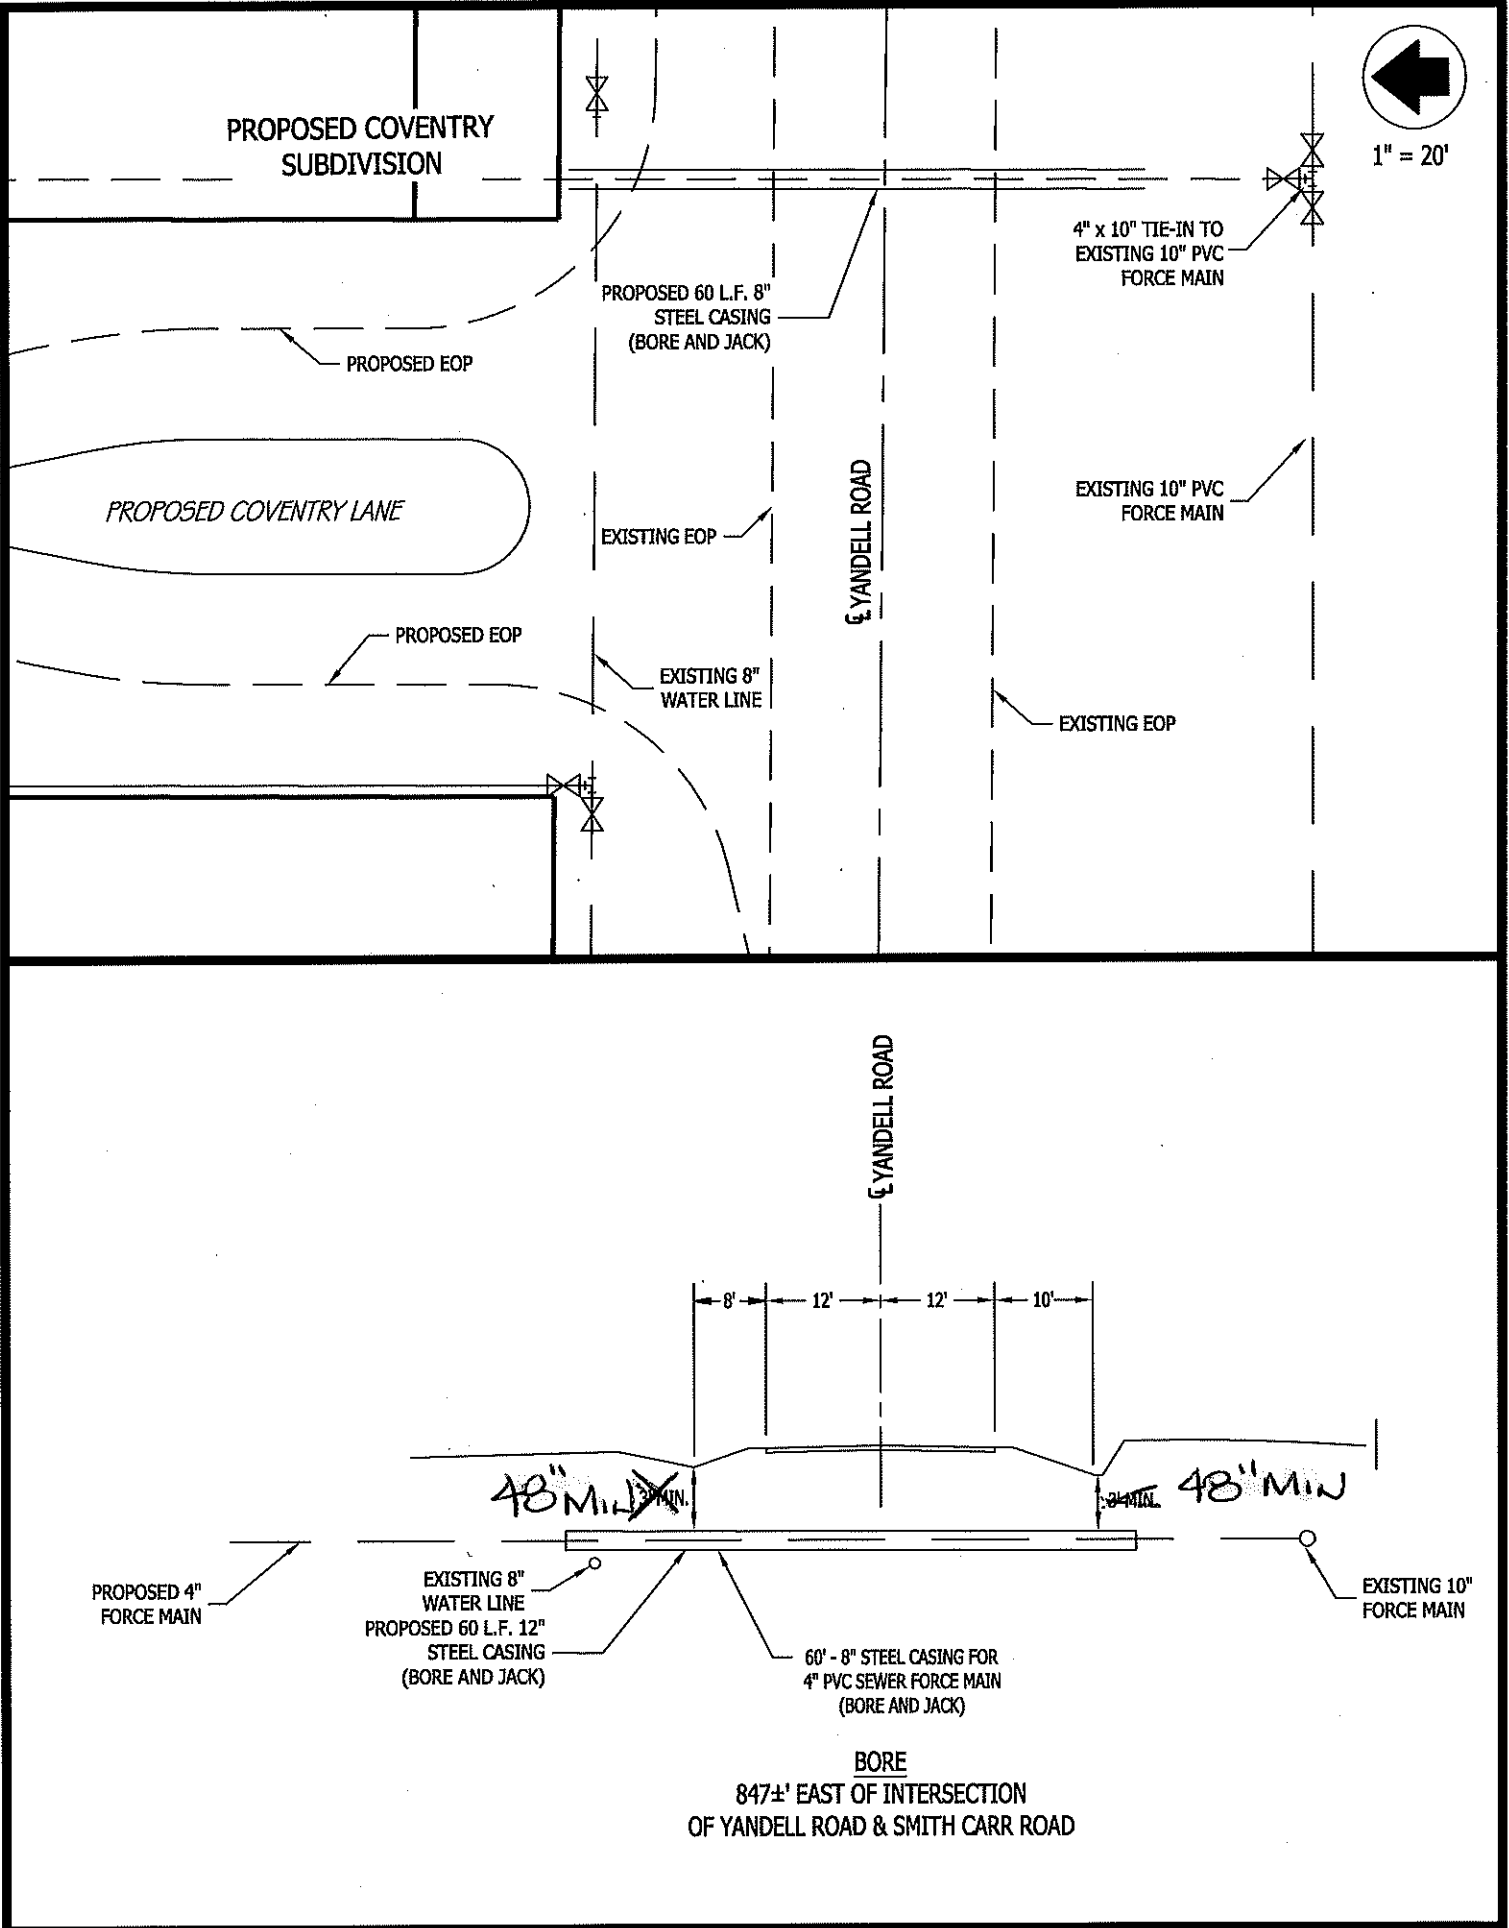 PROPOSED COVENTRY
SUBDIVISION
1" = 20'
4" x 10" TIE-IN TO
EXISTING 10" PVC
FORCE MAIN
PROPOSED 60 L.F. 8"
STEEL CASING
(BORE AND JACK)
PROPOSED EOP
PROPOSED COVENTRY LANE
EXISTING EOP
℄ YANDELL ROAD
EXISTING 10" PVC
FORCE MAIN
PROPOSED EOP
EXISTING 8"
WATER LINE
EXISTING EOP
℄ YANDELL ROAD
8'
12'
12'
10'
48" MIN
3' MIN.
3' MIN.
48" MIN
PROPOSED 4"
FORCE MAIN
EXISTING 8"
WATER LINE
PROPOSED 60 L.F. 12"
STEEL CASING
(BORE AND JACK)
60' - 8" STEEL CASING FOR
4" PVC SEWER FORCE MAIN
(BORE AND JACK)
EXISTING 10"
FORCE MAIN
BORE
847±' EAST OF INTERSECTION
OF YANDELL ROAD & SMITH CARR ROAD